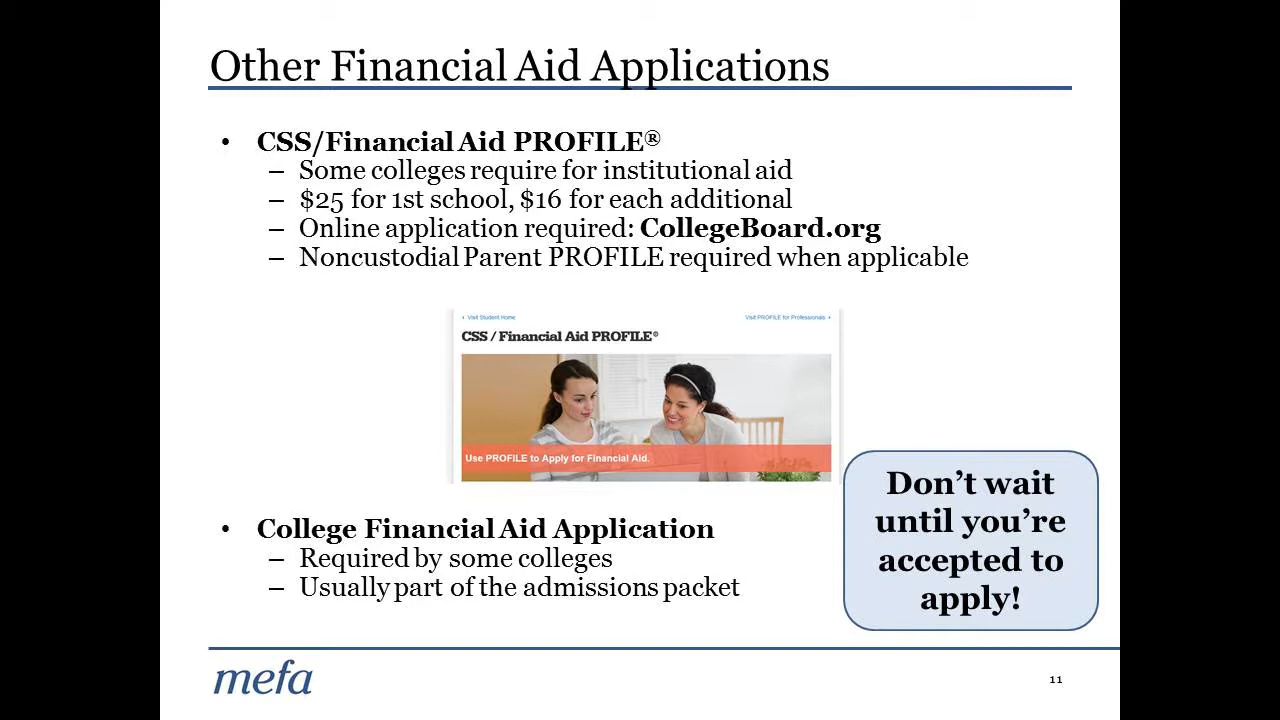 Other Financial Aid Applications
• CSS/Financial Aid PROFILE®
– Some colleges require for institutional aid
– $25 for 1st school, $16 for each additional
– Online application required: CollegeBoard.org
– Noncustodial Parent PROFILE required when applicable
Visit Student Home
Visit PROFILE for Professionals
CSS / Financial Aid PROFILE®
Use PROFILE to Apply for Financial Aid.
• College Financial Aid Application
– Required by some colleges
– Usually part of the admissions packet
Don’t wait
until you’re
accepted to
apply!
mefa
11